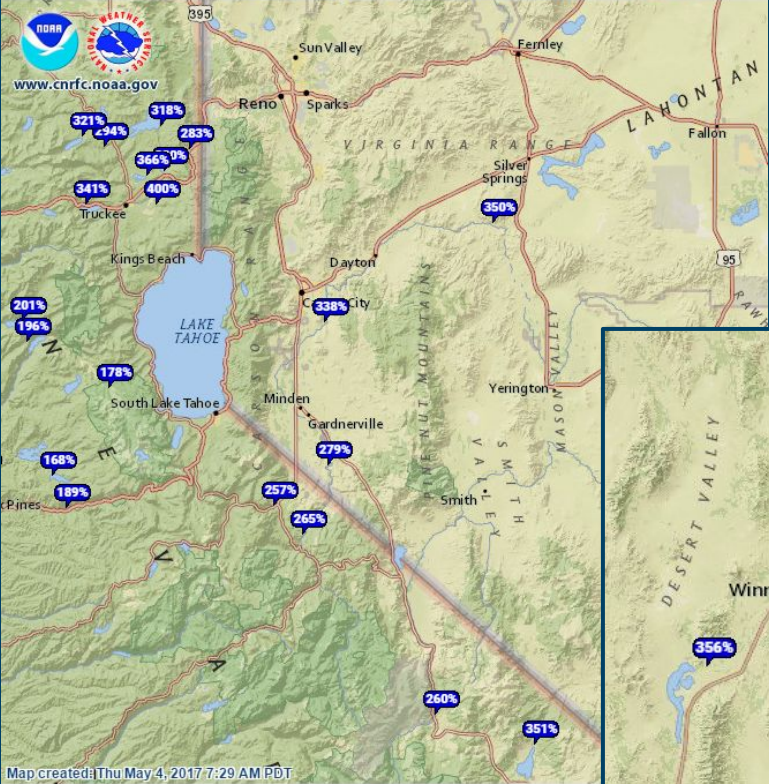 395
NOAA
NATIONAL WEATHER SERVICE
www.cnrfc.noaa.gov
Sun Valley
Fernley
Reno
Sparks
LAHONTAN
318%
321%
294%
283%
Fallon
VIRGINIA RANGE
366%
Silver
Springs
341%
400%
Truckee
350%
Kings Beach
Dayton
95
201%
196%
338%
LAKE
TAHOE
PINE NUT MOUNTAINS
MASON VALLEY
178%
Yerington
South Lake Tahoe
Minden
Gardnerville
CARSON
279%
168%
189%
Pines
257%
265%
Smith
SMITH
VALLEY
N
E
V
A
DESERT VALLEY
356%
260%
351%
Map created: Thu May 4, 2017 7:29 AM PDT